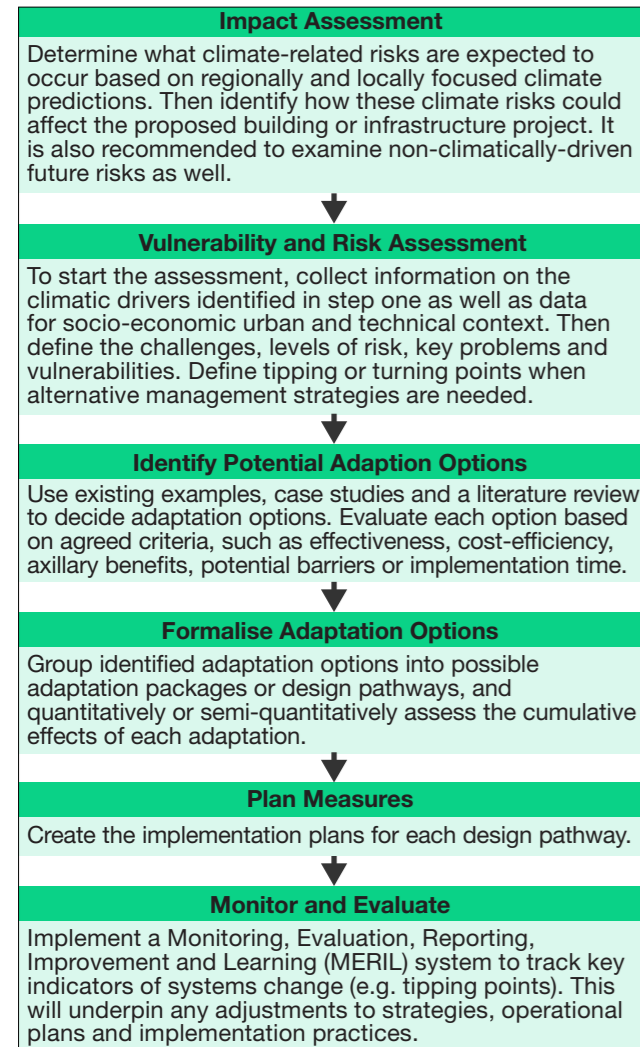 Impact Assessment
Determine what climate-related risks are expected to
occur based on regionally and locally focused climate
predictions. Then identify how these climate risks could
affect the proposed building or infrastructure project. It
is also recommended to examine non-climatically-driven
future risks as well.
Vulnerability and Risk Assessment
To start the assessment, collect information on the
climatic drivers identified in step one as well as data
for socio-economic urban and technical context. Then
define the challenges, levels of risk, key problems and
vulnerabilities. Define tipping or turning points when
alternative management strategies are needed.
Identify Potential Adaption Options
Use existing examples, case studies and a literature review
to decide adaptation options. Evaluate each option based
on agreed criteria, such as effectiveness, cost-efficiency,
axillary benefits, potential barriers or implementation time.
Formalise Adaptation Options
Group identified adaptation options into possible
adaptation packages or design pathways, and
quantitatively or semi-quantitatively assess the cumulative
effects of each adaptation.
Plan Measures
Create the implementation plans for each design pathway.
Monitor and Evaluate
Implement a Monitoring, Evaluation, Reporting,
Improvement and Learning (MERIL) system to track key
indicators of systems change (e.g. tipping points). This
will underpin any adjustments to strategies, operational
plans and implementation practices.